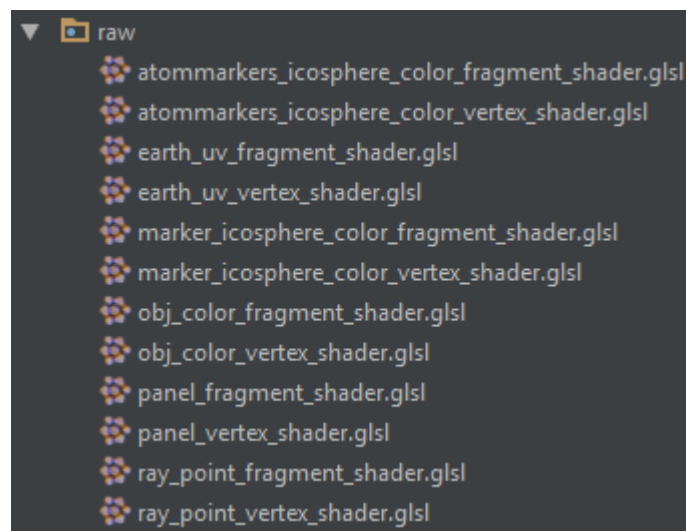 raw
atommarkers_icosphere_color_fragment_shader.glsl
atommarkers_icosphere_color_vertex_shader.glsl
earth_uv_fragment_shader.glsl
earth_uv_vertex_shader.glsl
marker_icosphere_color_fragment_shader.glsl
marker_icosphere_color_vertex_shader.glsl
obj_color_fragment_shader.glsl
obj_color_vertex_shader.glsl
panel_fragment_shader.glsl
panel_vertex_shader.glsl
ray_point_fragment_shader.glsl
ray_point_vertex_shader.glsl